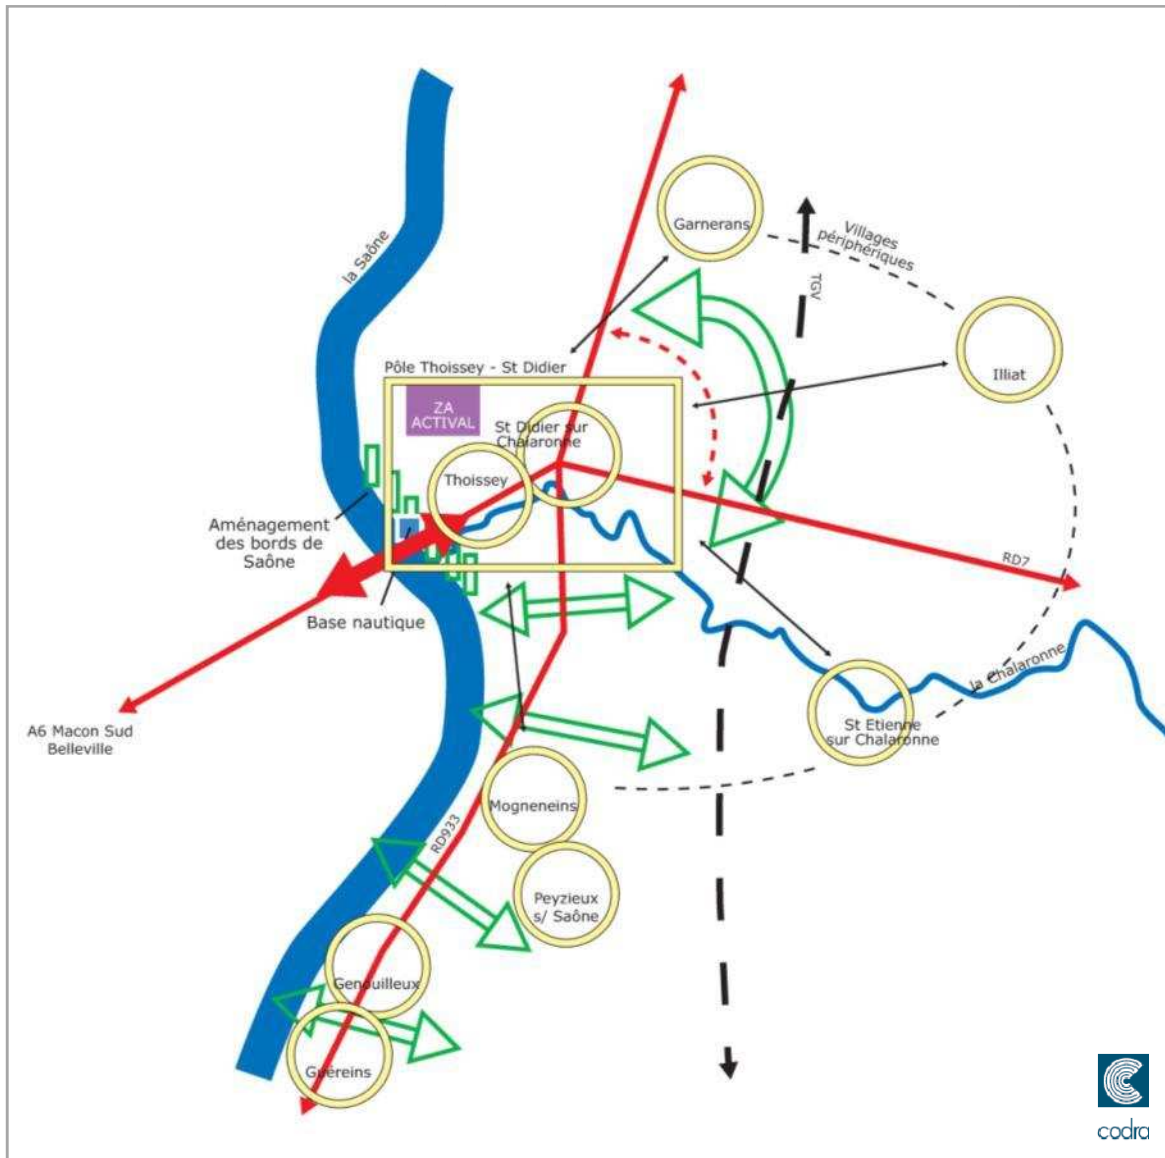 la Saône
Garnerans
Villages
périphériques
TGV
Illiat
Pôle Thoissey - St Didier
ZA
ACTIVAL
St Didier sur
Chalaronne
Thoissey
Aménagement
des bords de
Saône
Base nautique
RD7
la Chalaronne
A6 Macon Sud
Belleville
St Etienne
sur Chalaronne
Mogneneins
RD933
Peyzieux
s/ Saône
Genouilleux
Guéreins
codra